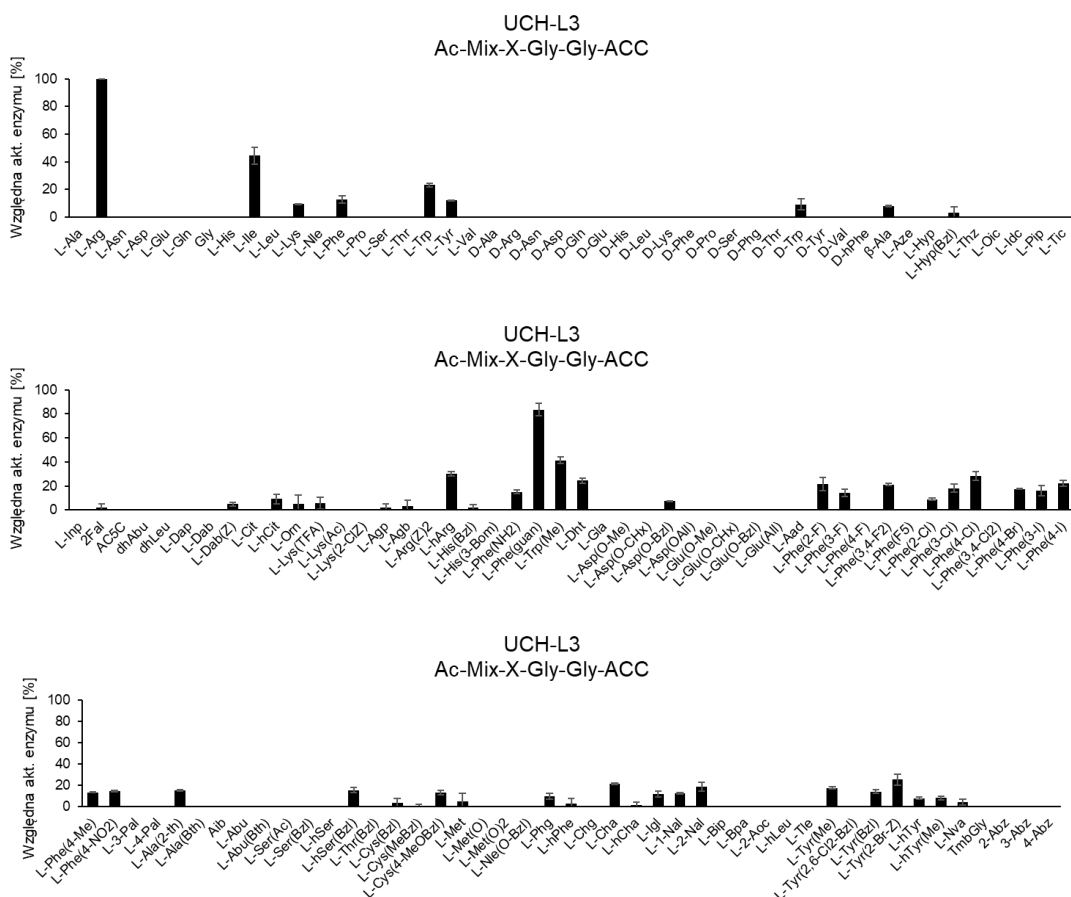 UCH-L3
Ac-Mix-X-Gly-Gly-ACC
Względna akt. enzymu [%]
100
80
60
40
20
0
L-Ala
L-Arg
L-Asn
L-Asp
L-Glu
L-Gln
Gly
L-His
L-Ile
L-Leu
L-Lys
L-Nle
L-Phe
L-Pro
L-Ser
L-Thr
L-Trp
L-Tyr
L-Val
D-Ala
D-Arg
D-Asn
D-Asp
D-Gln
D-Glu
D-His
D-Leu
D-Lys
D-Phe
D-Pro
D-Ser
D-Phg
D-Thr
D-Trp
D-Tyr
D-Val
D-hPhe
β-Ala
L-Aze
L-Hyp
L-Hyp(Bzl)
L-Thz
L-Oic
L-Idc
L-Pip
L-Tic
UCH-L3
Ac-Mix-X-Gly-Gly-ACC
Względna akt. enzymu [%]
100
80
60
40
20
0
L-Inp
2Fal
AC5C
dhAbu
dhLeu
L-Dap
L-Dab
L-Dab(Z)
L-Cit
L-hCit
L-Orn
L-Lys(TFA)
L-Lys(Ac)
L-Lys(2-ClZ)
L-Agp
L-Agb
L-Arg(Z)2
L-hArg
L-His(Bzl)
L-His(3-Bom)
L-Phe(NH2)
L-Phe(guan)
L-Trp(Me)
L-Dht
L-Gla
L-Asp(O-Me)
L-Asp(O-CHx)
L-Asp(O-Bzl)
L-Asp(OAll)
L-Glu(O-Me)
L-Glu(O-CHx)
L-Glu(O-Bzl)
L-Glu(All)
L-Aad
L-Phe(2-F)
L-Phe(3-F)
L-Phe(4-F)
L-Phe(3,4-F2)
L-Phe(F5)
L-Phe(2-Cl)
L-Phe(3-Cl)
L-Phe(4-Cl)
L-Phe(3,4-Cl2)
L-Phe(4-Br)
L-Phe(3-I)
L-Phe(4-I)
UCH-L3
Ac-Mix-X-Gly-Gly-ACC
Względna akt. enzymu [%]
100
80
60
40
20
0
L-Phe(4-Me)
L-Phe(4-NO2)
L-3-Pal
L-4-Pal
L-Ala(2-th)
L-Ala(Bth)
Aib
L-Abu
L-Abu(Bth)
L-Ser(Ac)
L-Ser(Bzl)
L-hSer
L-hSer(Bzl)
L-Thr(Bzl)
L-Cys(Bzl)
L-Cys(MeBzl)
L-Cys(4-MeOBzl)
L-Met
L-Met(O)
L-Met(O)2
L-Nle(O-Bzl)
L-Phg
L-hPhe
L-Chg
L-Cha
L-hCha
L-Igl
L-1-Nal
L-2-Nal
L-Bip
L-Bpa
L-2-Aoc
L-hLeu
L-Tle
L-Tyr(Me)
L-Tyr(2,6-Cl2-Bzl)
L-Tyr(Bzl)
L-Tyr(2-Br-Z)
L-hTyr
L-hTyr(Me)
L-Nva
TmbGly
2-Abz
3-Abz
4-Abz